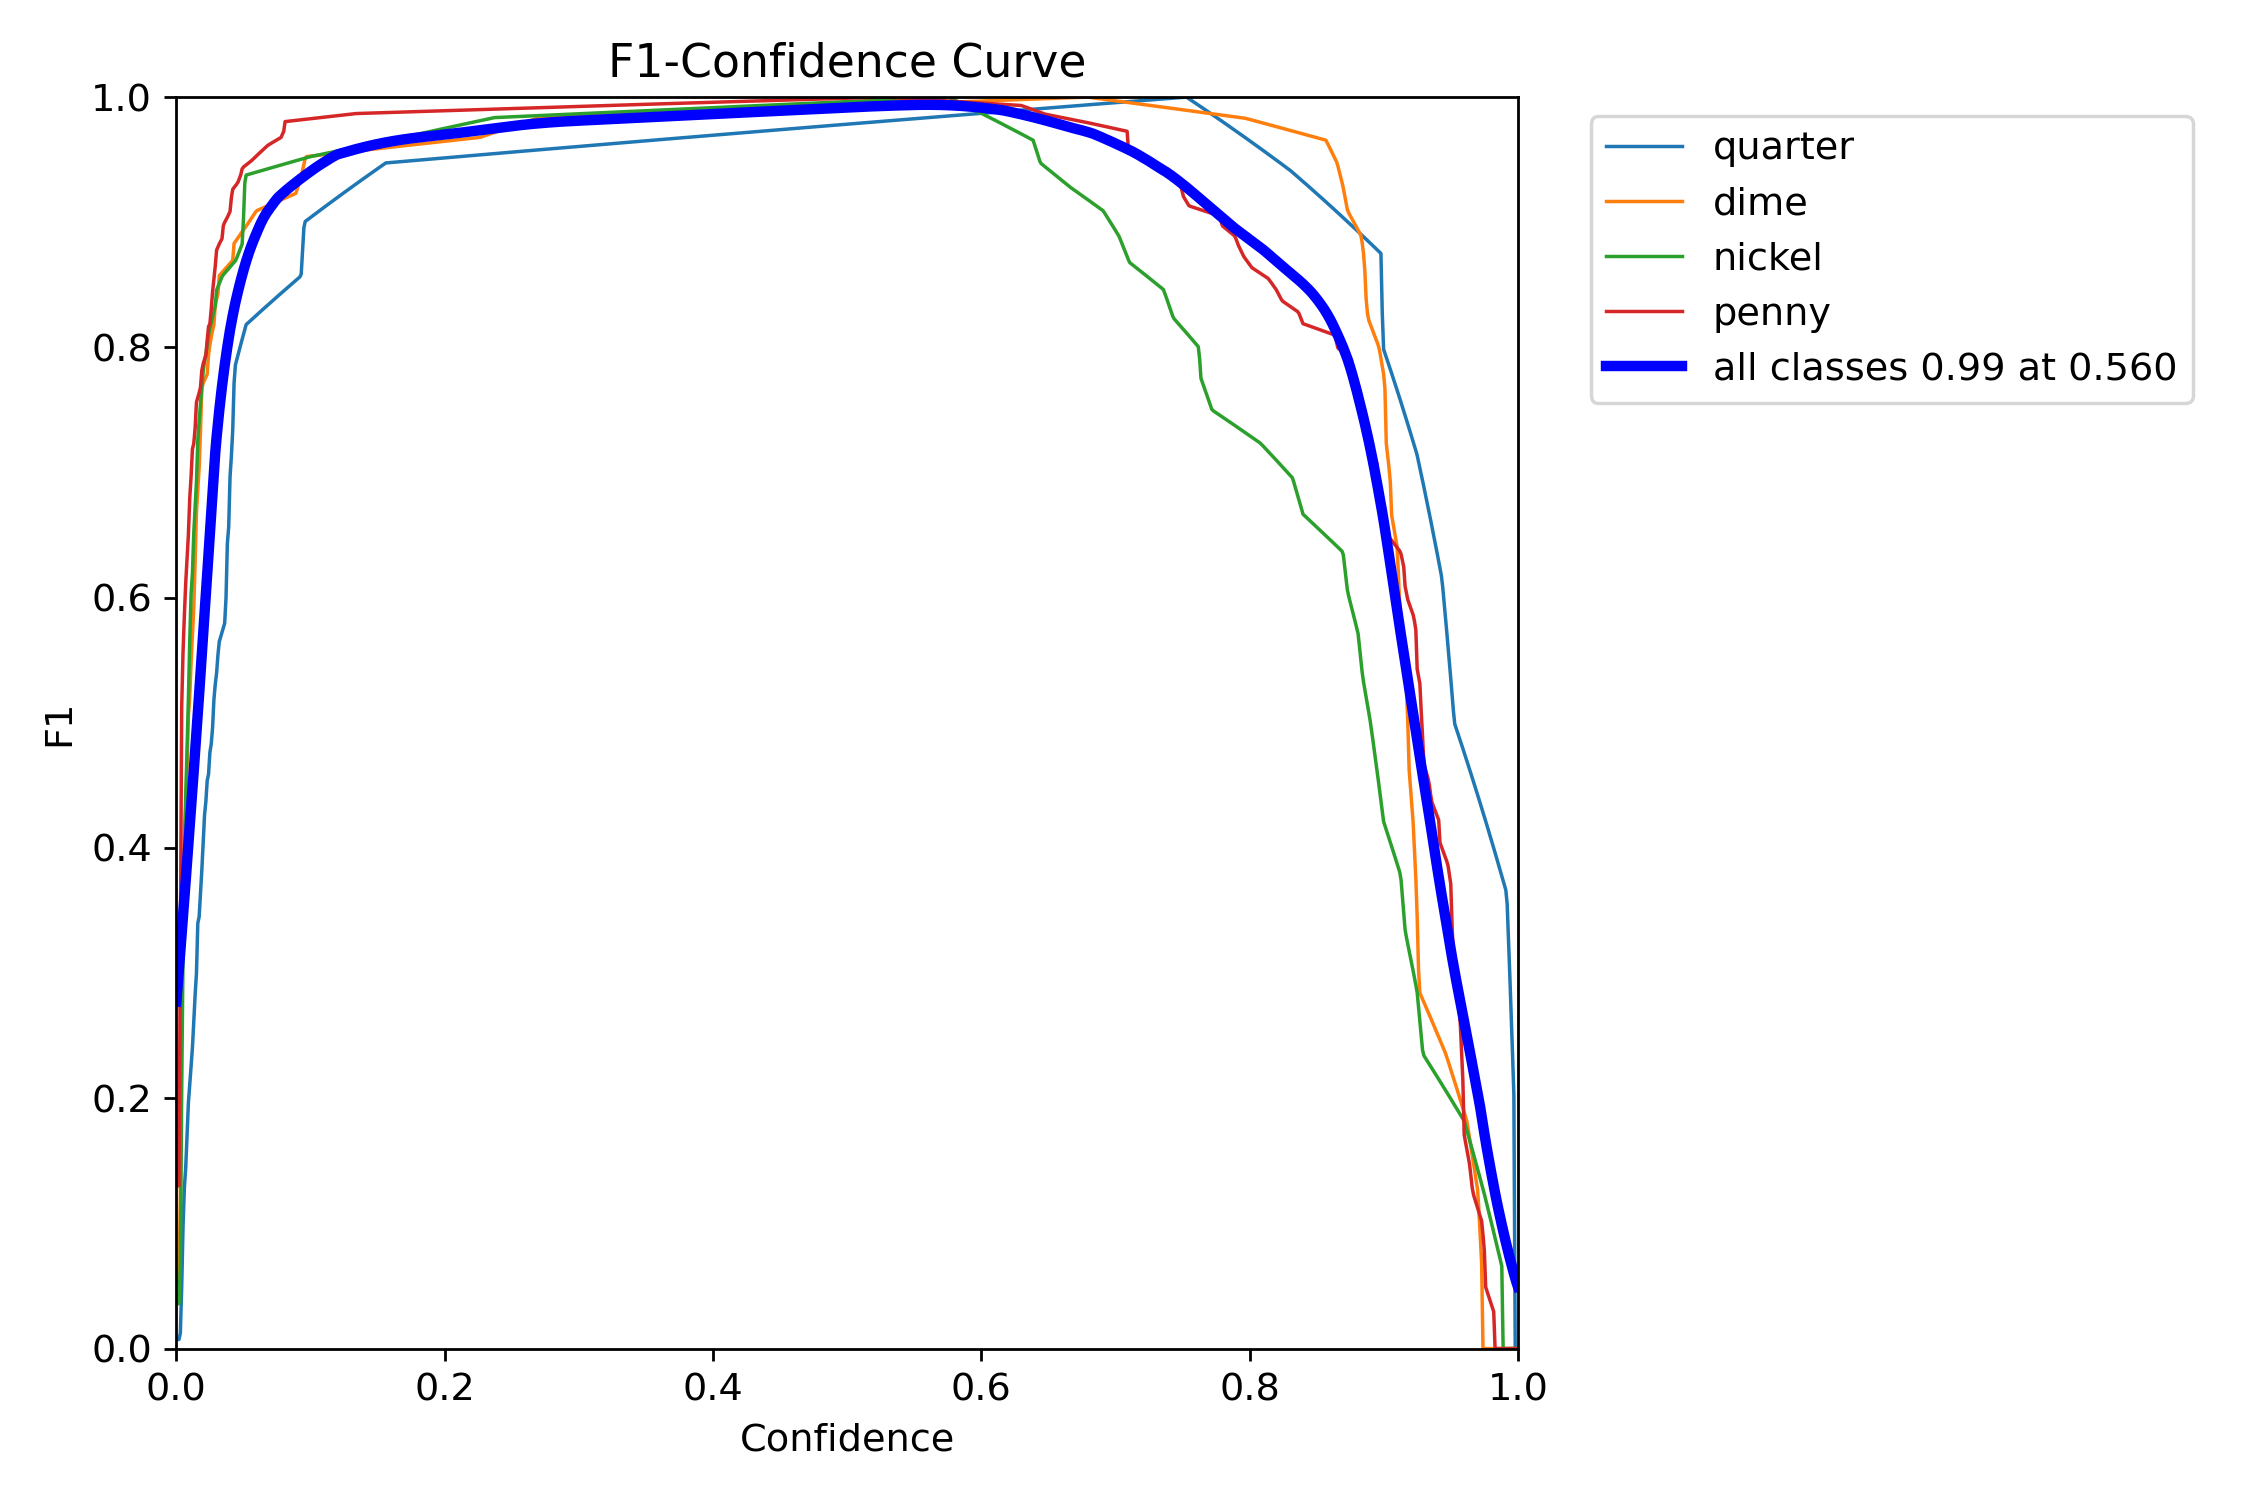 F1-Confidence Curve
1.0
0.8
0.6
0.4
0.2
0.0
F1
0.0 0.2 0.4 0.6 0.8 1.0
Confidence
quarter
dime
nickel
penny
all classes 0.99 at 0.560